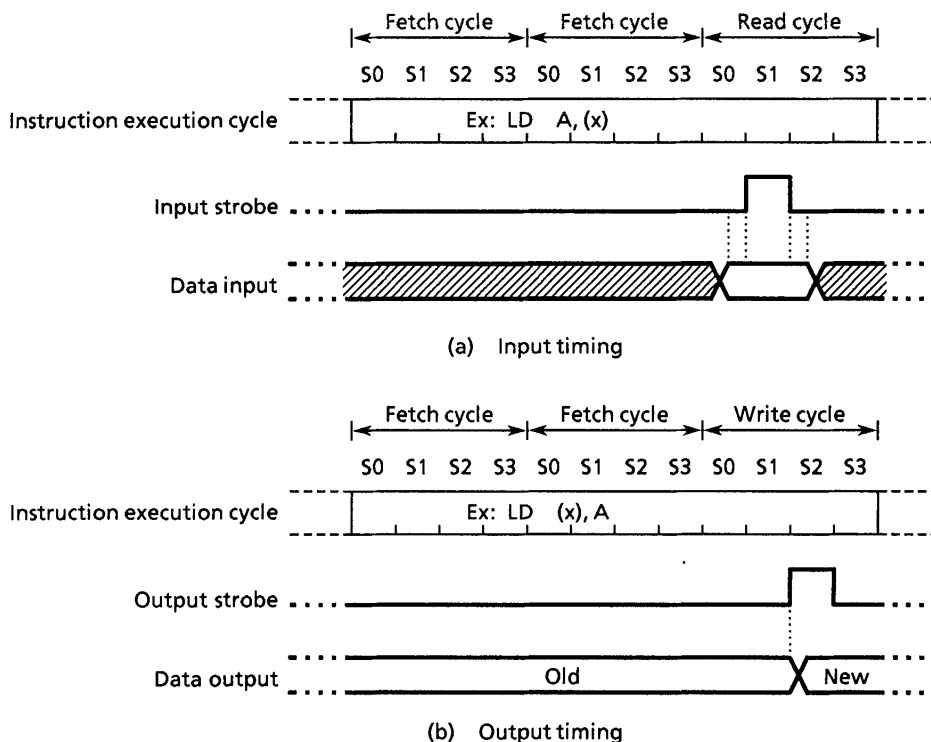 Fetch cycle Fetch cycle Read cycle
S0 S1 S2 S3 S0 S1 S2 S3 S0 S1 S2 S3
Instruction execution cycle Ex: LD A, (x)
Input strobe
Data input
(a) Input timing
Fetch cycle Fetch cycle Write cycle
S0 S1 S2 S3 S0 S1 S2 S3 S0 S1 S2 S3
Instruction execution cycle Ex: LD (x), A
Output strobe
Data output Old New
(b) Output timing